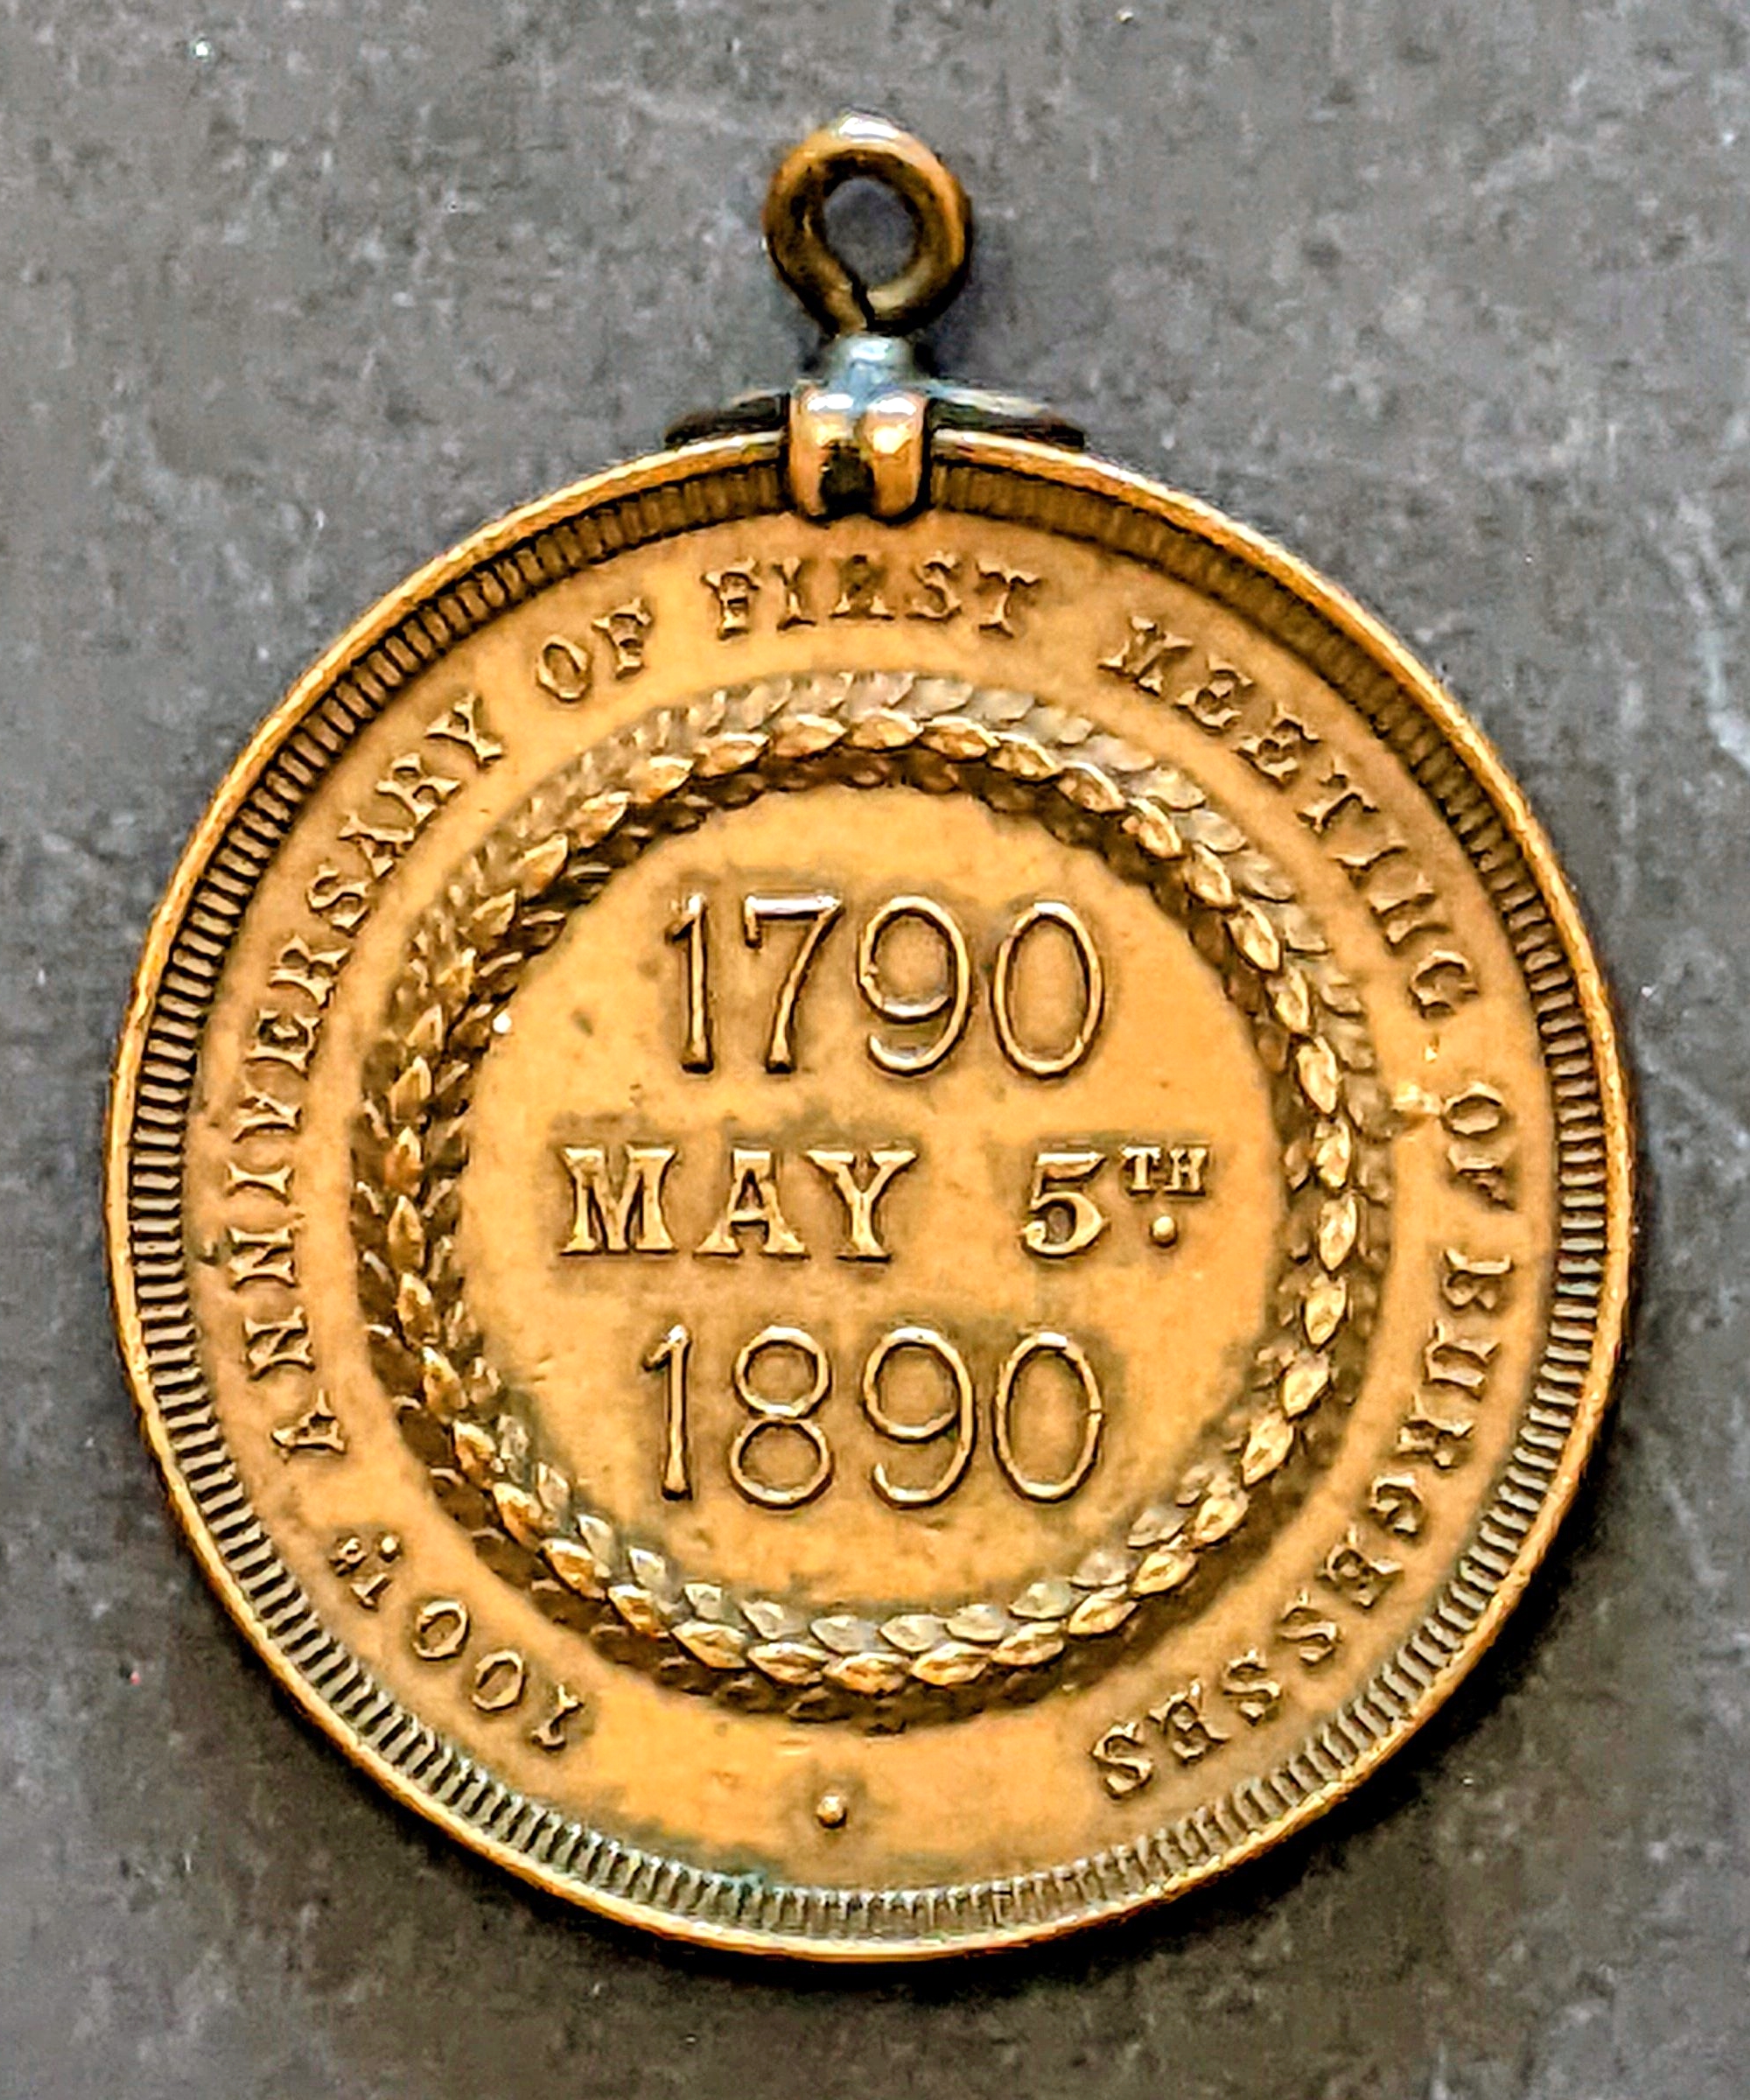 100TH. ANNIVERSARY OF FIRST MEETING OF BURGESSES
1790
MAY 5TH.
1890